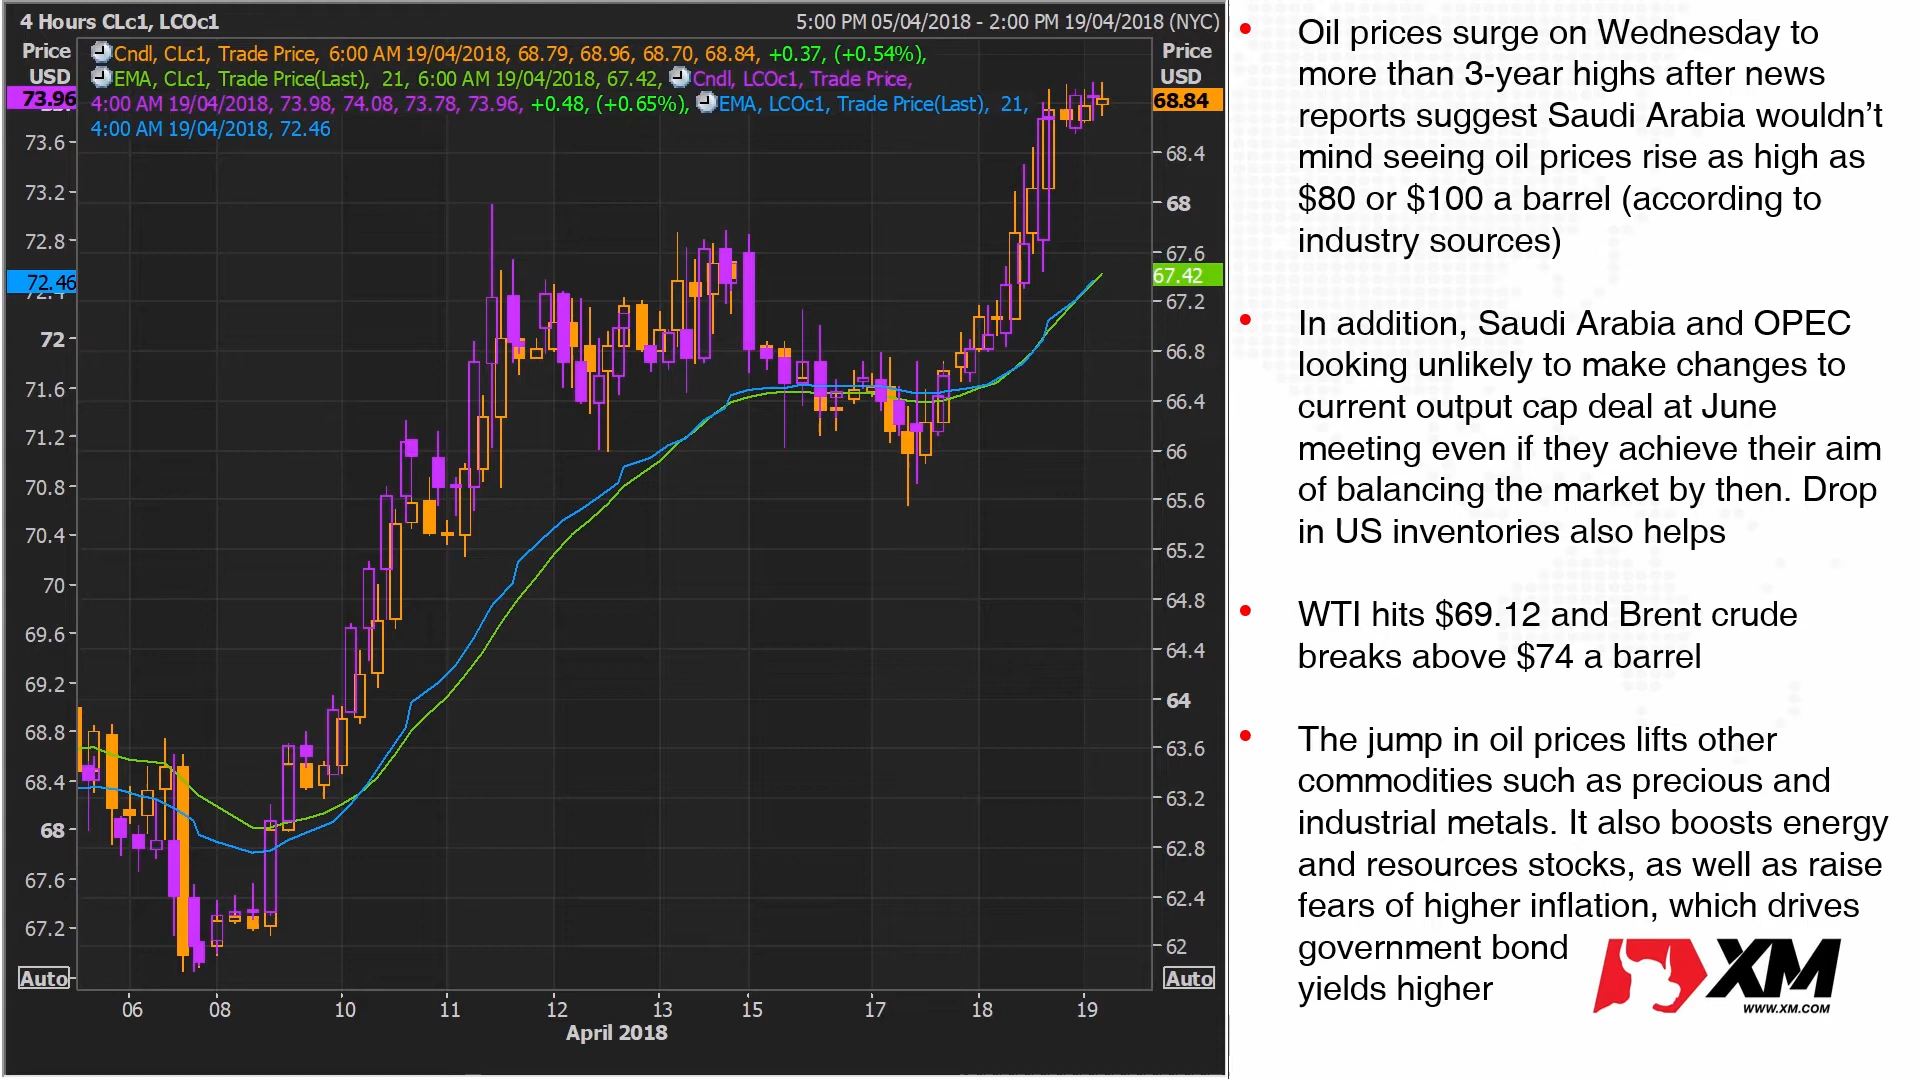 4 Hours CLc1, LCOc1
5:00 PM 05/04/2018 - 2:00 PM 19/04/2018 (NYC)
Price
USD
Cndl, CLc1, Trade Price, 6:00 AM 19/04/2018, 68.79, 68.96, 68.70, 68.84, +0.37, (+0.54%),
EMA, CLc1, Trade Price(Last), 21, 6:00 AM 19/04/2018, 67.42, Cndl, LCOc1, Trade Price,
4:00 AM 19/04/2018, 73.98, 74.08, 73.78, 73.96, +0.48, (+0.65%), EMA, LCOc1, Trade Price(Last), 21,
4:00 AM 19/04/2018, 72.46
73.96
73.6
73.2
72.8
72.46
72.4
72
71.6
71.2
70.8
70.4
70
69.6
69.2
68.8
68.4
68
67.6
67.2
Auto
Price
USD
68.84
68.4
68
67.6
67.42
67.2
66.8
66.4
66
65.6
65.2
64.8
64.4
64
63.6
63.2
62.8
62.4
62
Auto
06 08 10 11 12 13 15 17 18 19
April 2018
• Oil prices surge on Wednesday to
more than 3-year highs after news
reports suggest Saudi Arabia wouldn’t
mind seeing oil prices rise as high as
$80 or $100 a barrel (according to
industry sources)
• In addition, Saudi Arabia and OPEC
looking unlikely to make changes to
current output cap deal at June
meeting even if they achieve their aim
of balancing the market by then. Drop
in US inventories also helps
• WTI hits $69.12 and Brent crude
breaks above $74 a barrel
• The jump in oil prices lifts other
commodities such as precious and
industrial metals. It also boosts energy
and resources stocks, as well as raise
fears of higher inflation, which drives
government bond
yields higher
XM
WWW.XM.COM